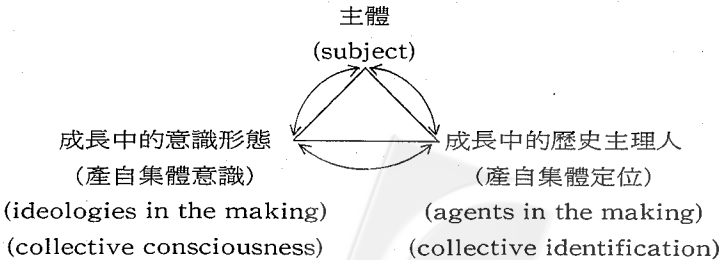 主體
(subject)
成長中的意識形態
(產自集體意識)
(ideologies in the making)
(collective consciousness)
成長中的歷史主理人
(產自集體定位)
(agents in the making)
(collective identification)